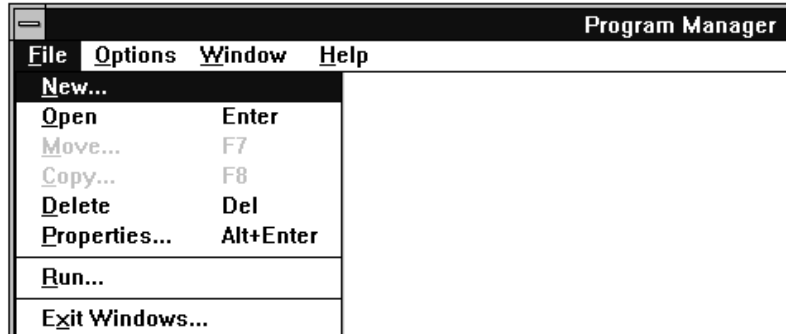 Program Manager
File Options Window Help
New...
Open Enter
Move... F7
Copy... F8
Delete Del
Properties... Alt+Enter
Run...
Exit Windows...